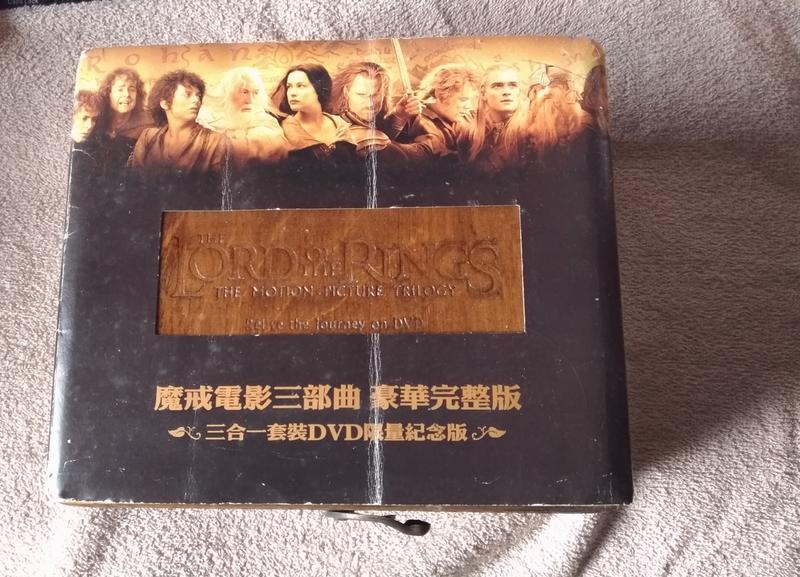 Rohan
THE
LORD OF THE RINGS
THE MOTION PICTURE TRILOGY
Relive the Journey on DVD
魔戒電影三部曲 豪華完整版
三合一套裝DVD限量紀念版